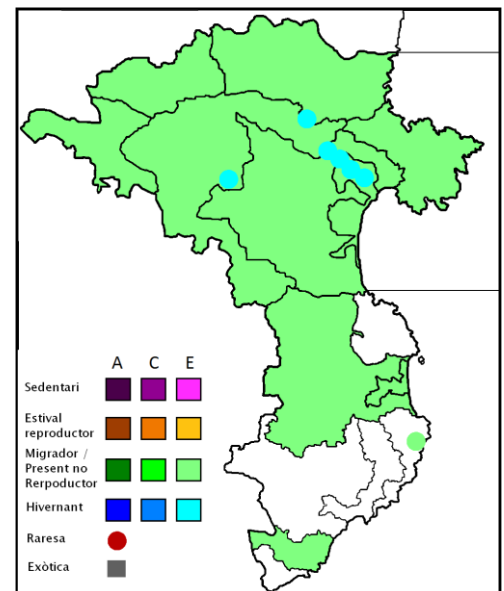 A C E
Sedentari
Estival
reproductor
Migrador /
Present no
Rerpoductor
Hivernant
Raresa
Exòtica